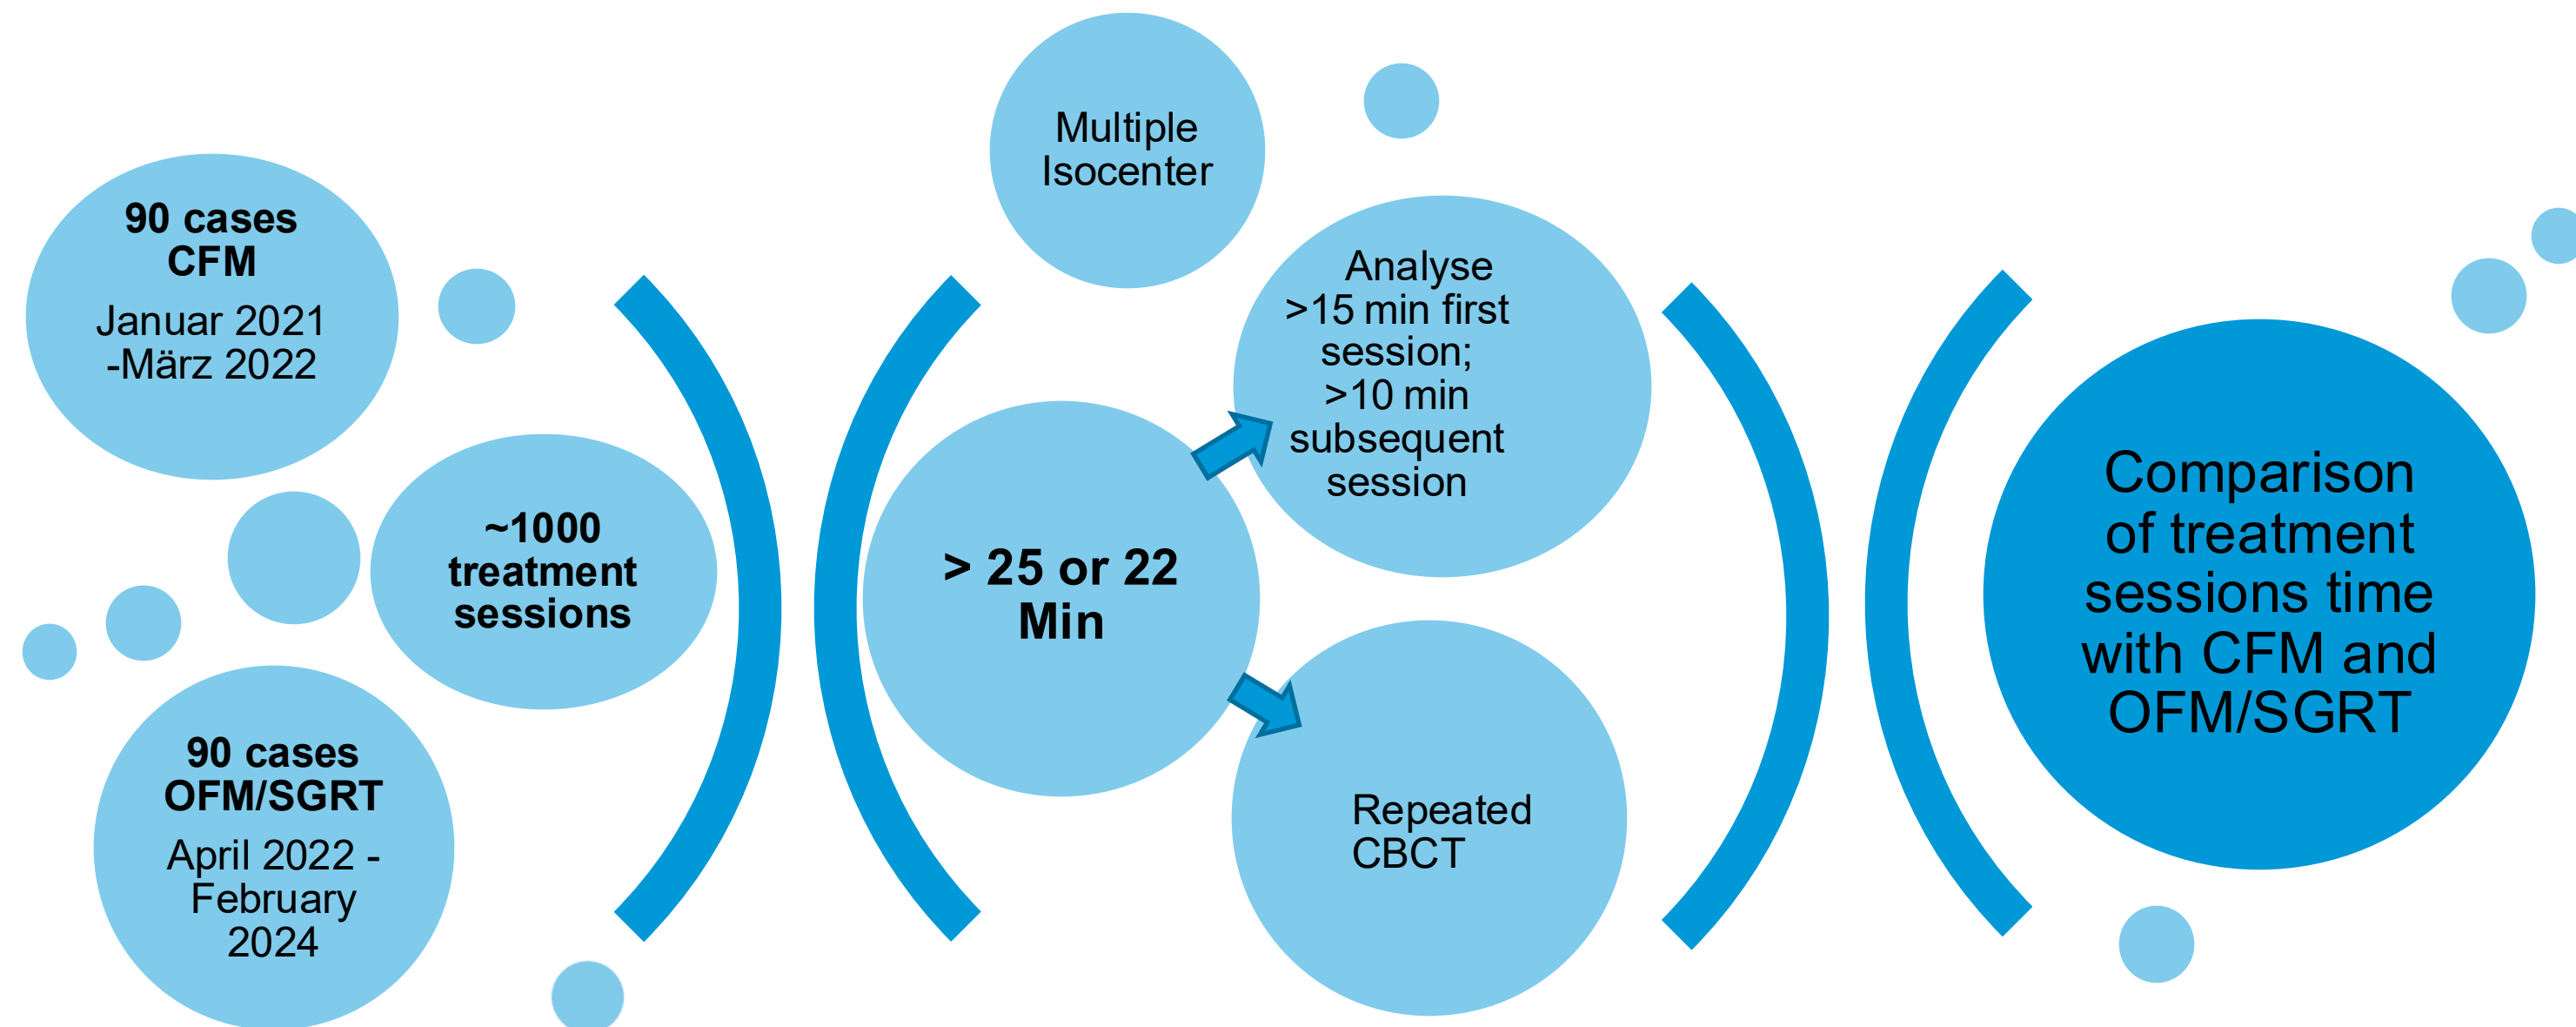 90 cases
CFM
Januar 2021
-März 2022
~1000
treatment
sessions
90 cases
OFM/SGRT
April 2022 -
February
2024
Multiple
Isocenter
Analyse
>15 min first
session;
>10 min
subsequent
session
> 25 or 22
Min
Repeated
CBCT
Comparison
of treatment
sessions time
with CFM and
OFM/SGRT